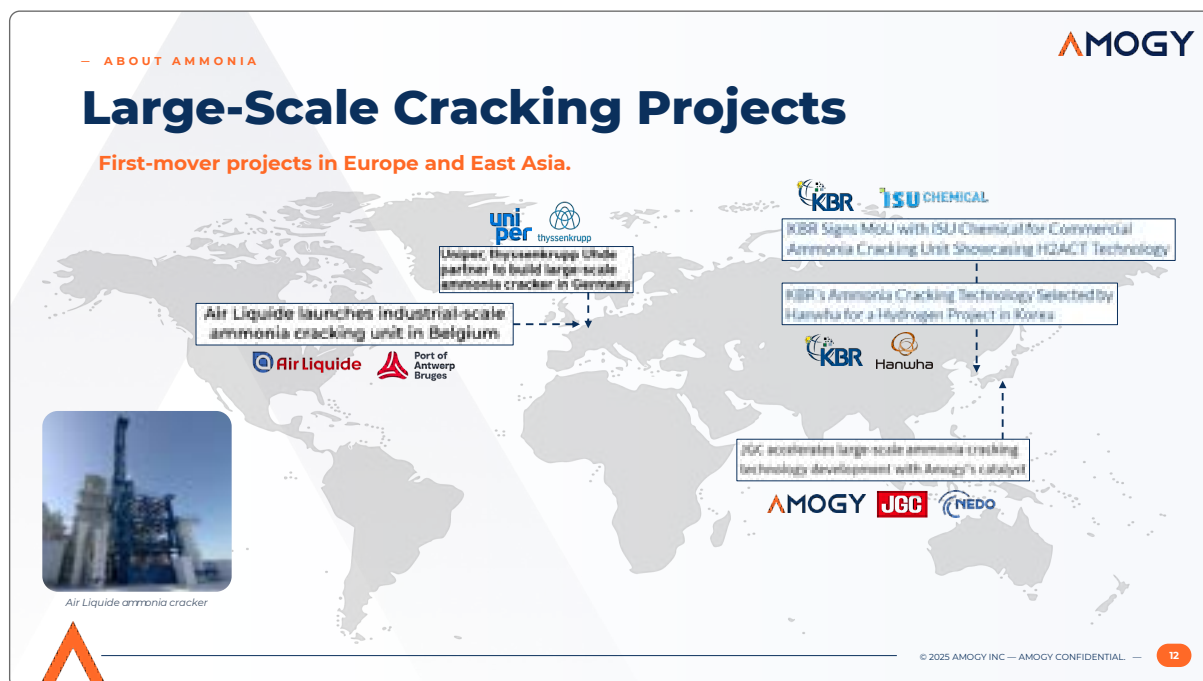 — ABOUT AMMONIA
AMOGY
Large-Scale Cracking Projects
First-mover projects in Europe and East Asia.
uni
per
thyssenkrupp
Uniper, thyssenkrupp Uhde
partner to build large-scale
ammonia cracker in Germany
Air Liquide launches industrial-scale
ammonia cracking unit in Belgium
Air Liquide
Port of
Antwerp
Bruges
KBR
ISU CHEMICAL
KBR Signs MoU with ISU Chemical for Commercial
Ammonia Cracking Unit Showcasing H2ACT Technology
KBR's Ammonia Cracking Technology Selected by
Hanwha for a Hydrogen Project in Korea
KBR
Hanwha
JGC accelerates large-scale ammonia cracking
technology development with Amogy's catalyst
AMOGY
JGC
NEDO
Air Liquide ammonia cracker
© 2025 AMOGY INC — AMOGY CONFIDENTIAL. —
12